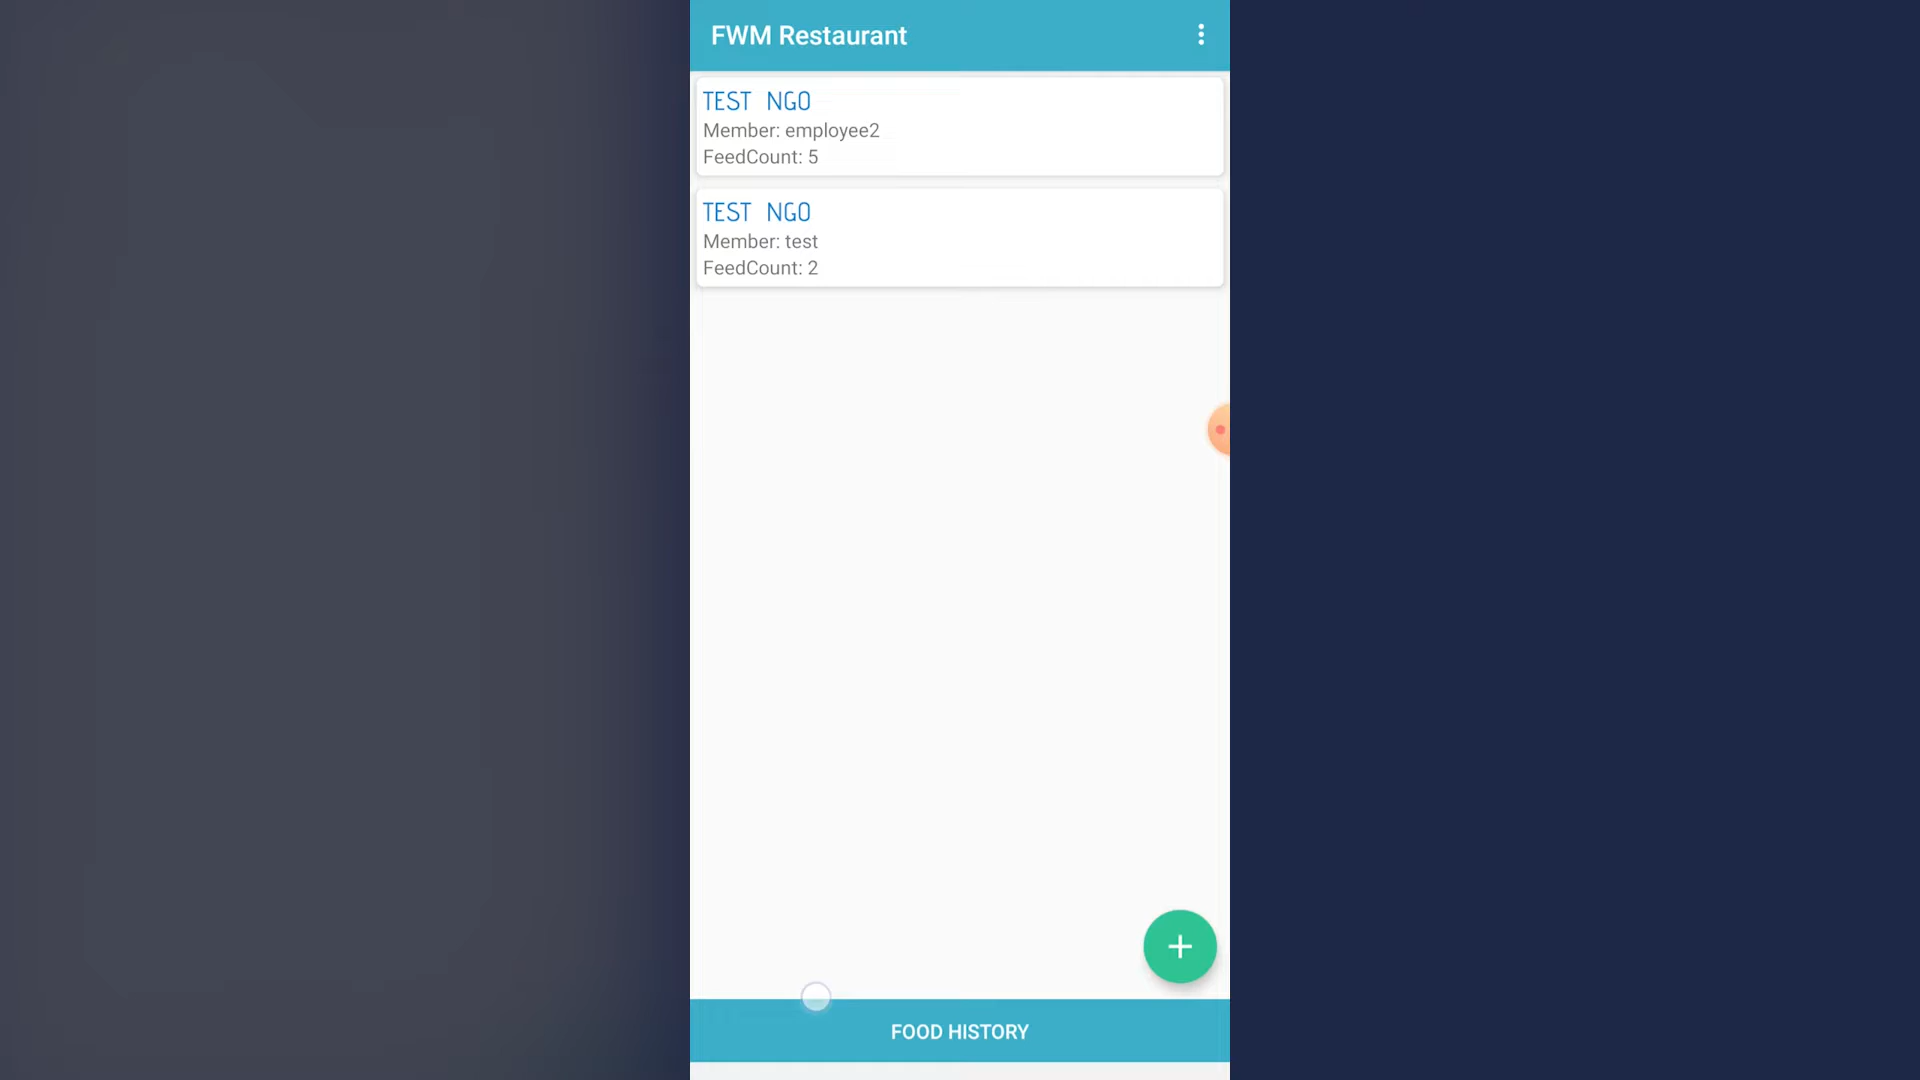 FWM Restaurant
TEST NGO
Member: employee2
FeedCount: 5
TEST NGO
Member: test
FeedCount: 2
FOOD HISTORY